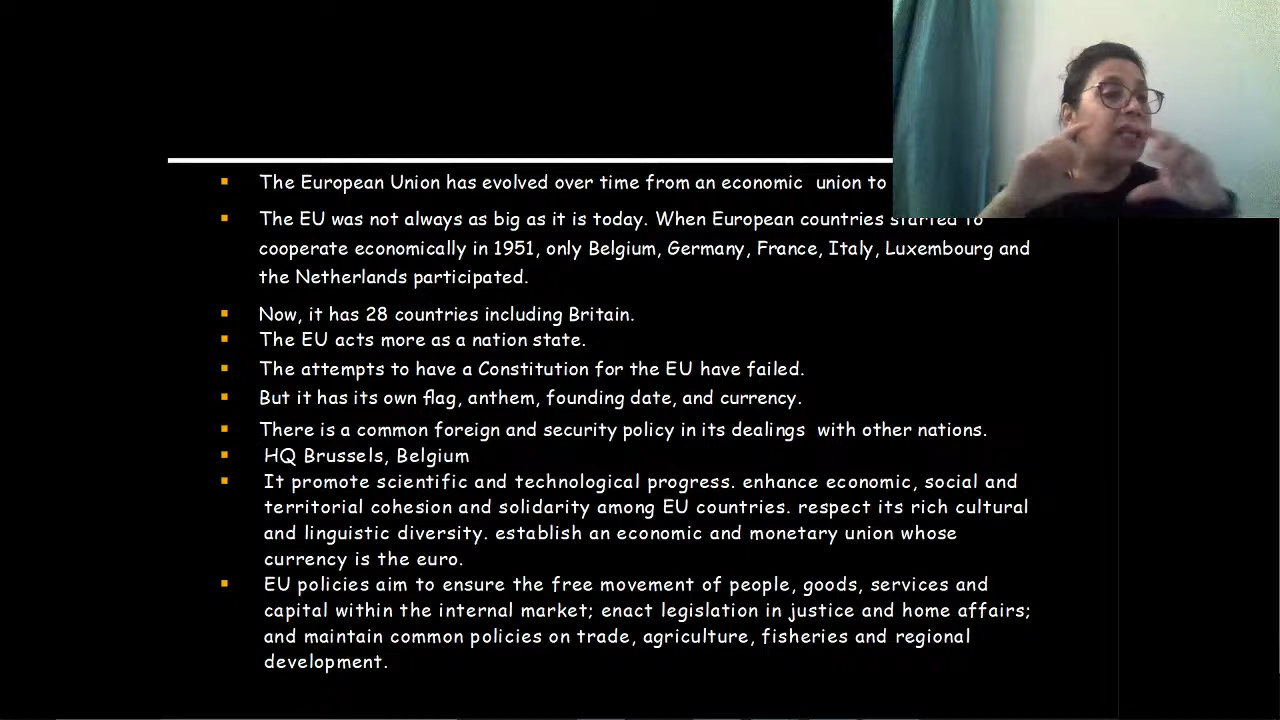 The European Union has evolved over time from an economic union to
The EU was not always as big as it is today. When European countries started to
cooperate economically in 1951, only Belgium, Germany, France, Italy, Luxembourg and
the Netherlands participated.
Now, it has 28 countries including Britain.
The EU acts more as a nation state.
The attempts to have a Constitution for the EU have failed.
But it has its own flag, anthem, founding date, and currency.
There is a common foreign and security policy in its dealings with other nations.
HQ Brussels, Belgium
It promote scientific and technological progress. enhance economic, social and
territorial cohesion and solidarity among EU countries. respect its rich cultural
and linguistic diversity. establish an economic and monetary union whose
currency is the euro.
EU policies aim to ensure the free movement of people, goods, services and
capital within the internal market; enact legislation in justice and home affairs;
and maintain common policies on trade, agriculture, fisheries and regional
development.